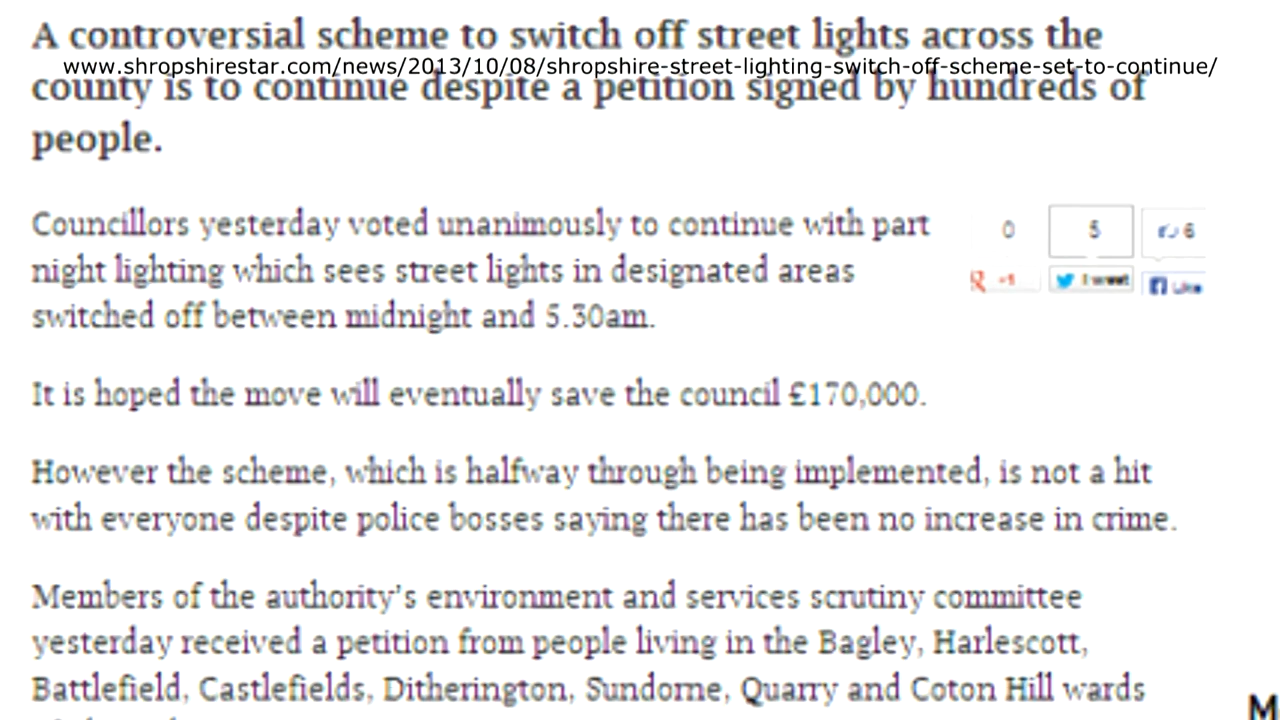 A controversial scheme to switch off street lights across the
www.shropshirestar.com/news/2013/10/08/shropshire-street-lighting-switch-off-scheme-set-to-continue/
county is to continue despite a petition signed by hundreds of
people.
Councillors yesterday voted unanimously to continue with part
night lighting which sees street lights in designated areas
switched off between midnight and 5.30am.
0 5 6
+1 Tweet Like
It is hoped the move will eventually save the council £170,000.
However the scheme, which is halfway through being implemented, is not a hit
with everyone despite police bosses saying there has been no increase in crime.
Members of the authority's environment and services scrutiny committee
yesterday received a petition from people living in the Bagley, Harlescott,
Battlefield, Castlefields, Ditherington, Sundorne, Quarry and Coton Hill wards
M